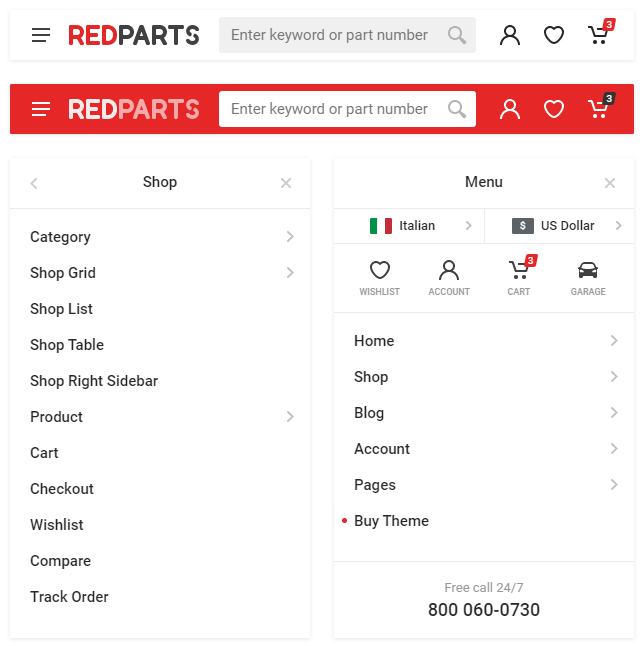 REDPARTS Enter keyword or part number 3
REDPARTS Enter keyword or part number 3
Shop
Category
Shop Grid
Shop List
Shop Table
Shop Right Sidebar
Product
Cart
Checkout
Wishlist
Compare
Track Order
Menu
Italian $ US Dollar
3
WISHLIST ACCOUNT CART GARAGE
Home
Shop
Blog
Account
Pages
Buy Theme
Free call 24/7
800 060-0730